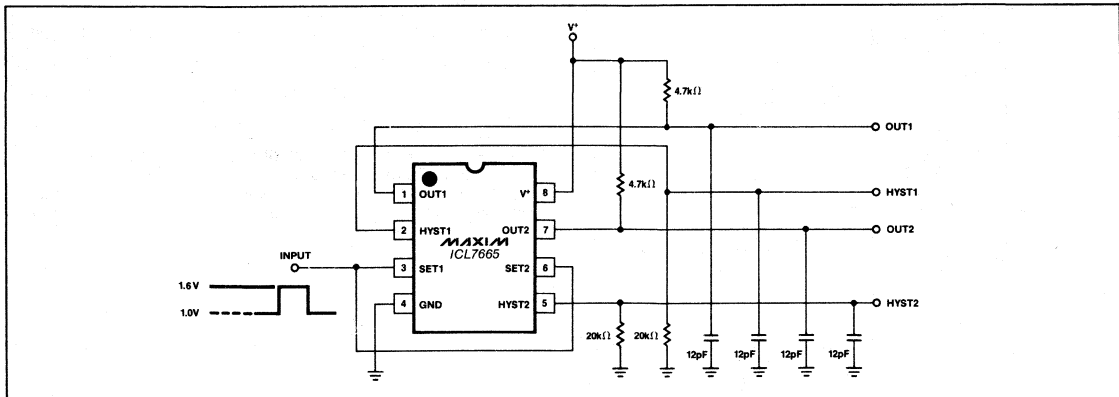 V+
4.7kΩ
OUT1
4.7kΩ
HYST1
OUT2
HYST2
1 OUT1
V+ 8
2 HYST1
OUT2 7
MAXIM
ICL7665
INPUT
3 SET1
SET2 6
1.6 V
1.0V
4 GND
HYST2 5
20kΩ 20kΩ 12pF 12pF 12pF 12pF